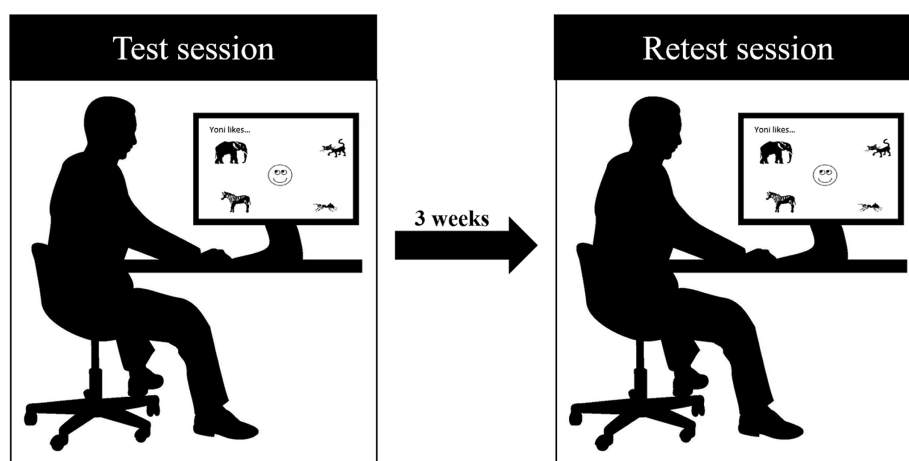 Test session
Yoni likes...
3 weeks
Retest session
Yoni likes...